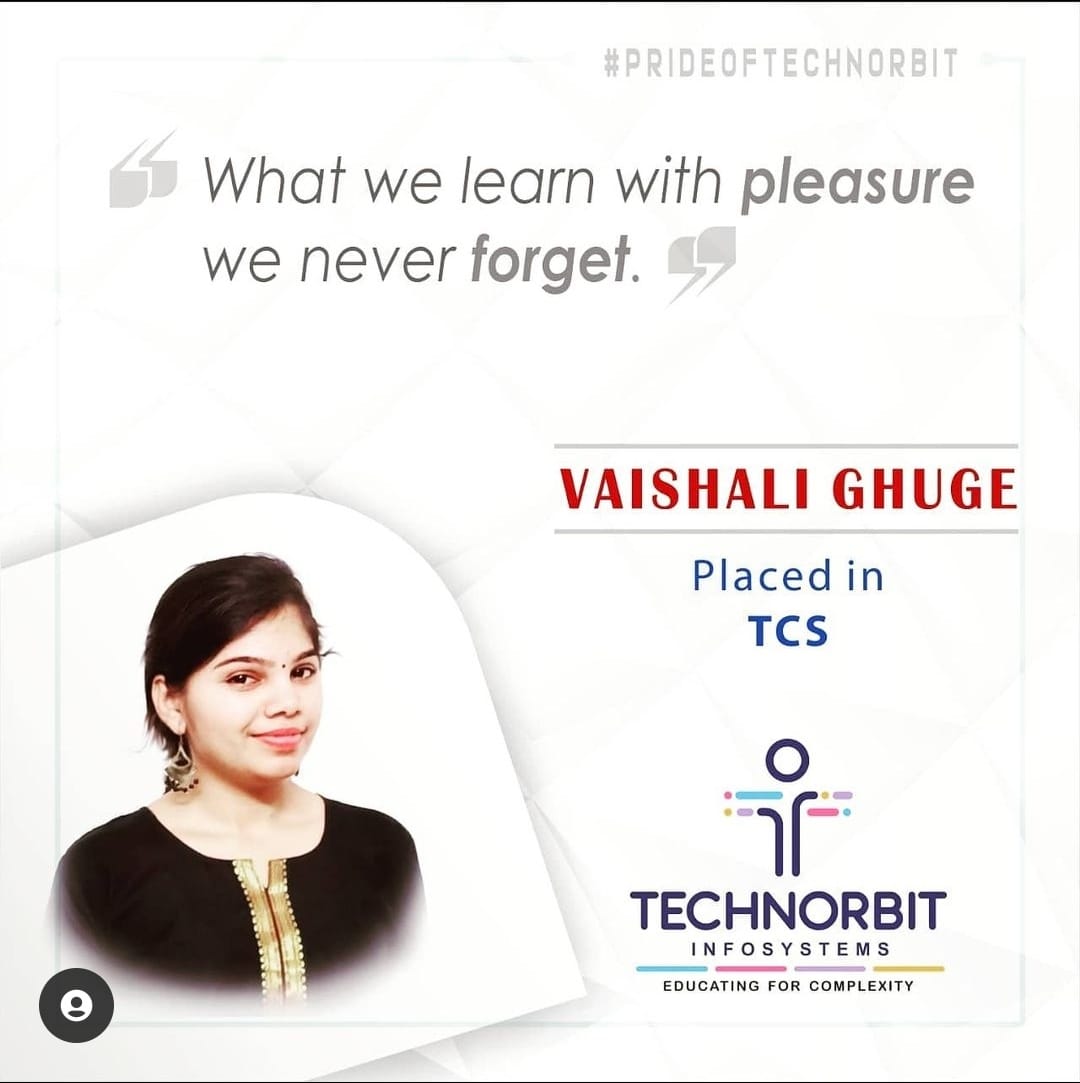 #PRIDEOFTECHNORBIT
“ What we learn with pleasure
we never forget. ”
VAISHALI GHUGE
Placed in
TCS
TECHNORBIT
INFOSYSTEMS
EDUCATING FOR COMPLEXITY